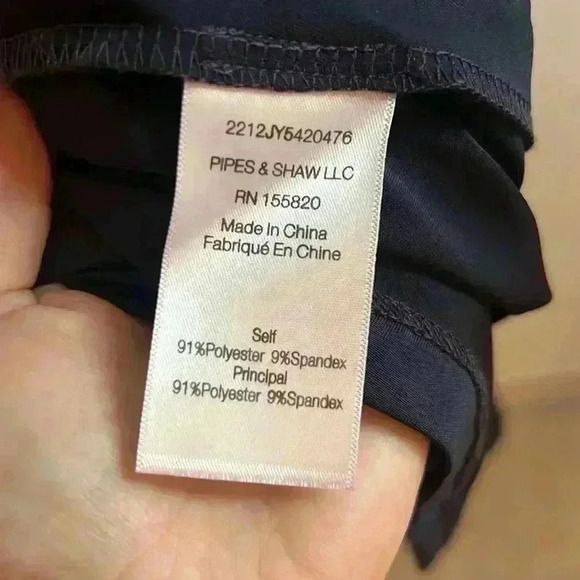 2212JY5420476
PIPES & SHAW LLC
RN 155820
Made In China
Fabriqué En Chine
Self
91%Polyester 9%Spandex
Principal
91%Polyester 9%Spandex